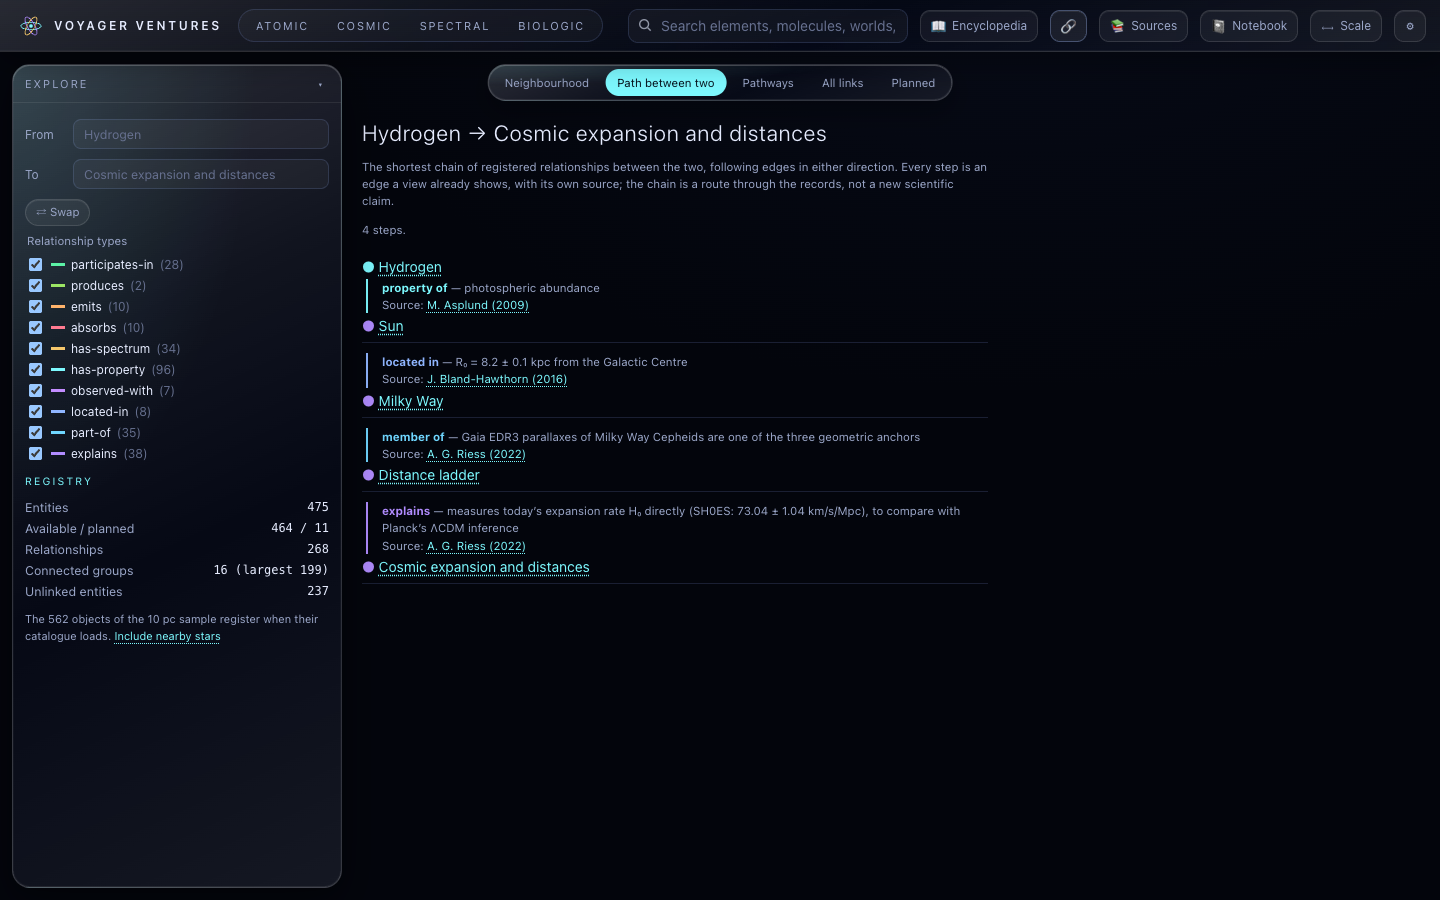 VOYAGER VENTURES
ATOMIC COSMIC SPECTRAL BIOLOGIC
Search elements, molecules, worlds,
Encyclopedia
Sources
Notebook
Scale
EXPLORE
From Hydrogen
To Cosmic expansion and distances
⇄ Swap
Relationship types
participates-in (28)
produces (2)
emits (10)
absorbs (10)
has-spectrum (34)
has-property (96)
observed-with (7)
located-in (8)
part-of (35)
explains (38)
REGISTRY
Entities 475
Available / planned 464 / 11
Relationships 268
Connected groups 16 (largest 199)
Unlinked entities 237
The 562 objects of the 10 pc sample register when their
catalogue loads. Include nearby stars
Neighbourhood Path between two Pathways All links Planned
Hydrogen → Cosmic expansion and distances
The shortest chain of registered relationships between the two, following edges in either direction. Every step is an
edge a view already shows, with its own source; the chain is a route through the records, not a new scientific
claim.
4 steps.
Hydrogen
property of — photospheric abundance
Source: M. Asplund (2009)
Sun
located in — R₀ = 8.2 ± 0.1 kpc from the Galactic Centre
Source: J. Bland-Hawthorn (2016)
Milky Way
member of — Gaia EDR3 parallaxes of Milky Way Cepheids are one of the three geometric anchors
Source: A. G. Riess (2022)
Distance ladder
explains — measures today's expansion rate H₀ directly (SH0ES: 73.04 ± 1.04 km/s/Mpc), to compare with
Planck's ΛCDM inference
Source: A. G. Riess (2022)
Cosmic expansion and distances